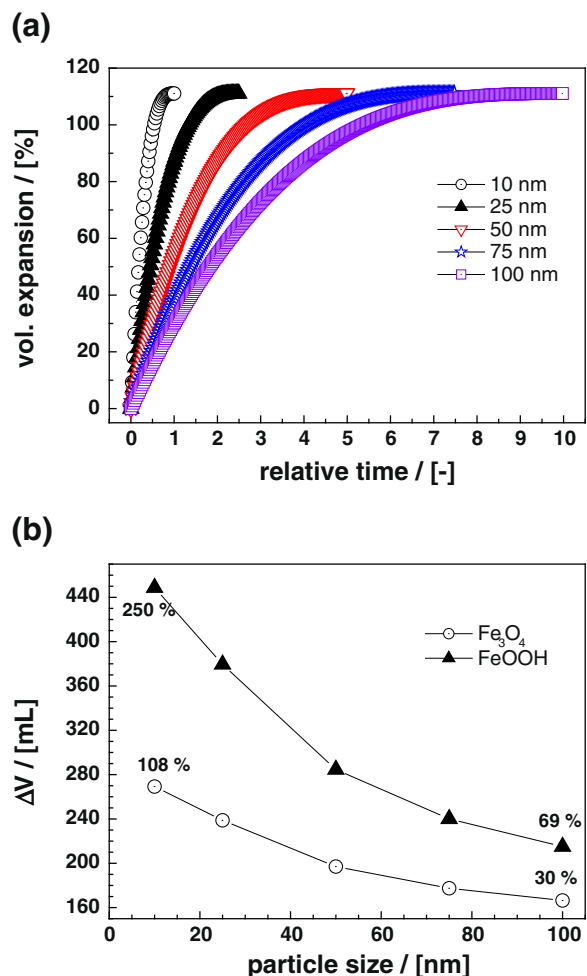 (a)
120
100
80
60
40
20
0
vol. expansion / [%]
10 nm
25 nm
50 nm
75 nm
100 nm
0 1 2 3 4 5 6 7 8 9 10
relative time / [-]
(b)
440
400
360
320
280
240
200
160
ΔV / [mL]
250 %
Fe3O4
FeOOH
108 %
69 %
30 %
0 20 40 60 80 100
particle size / [nm]